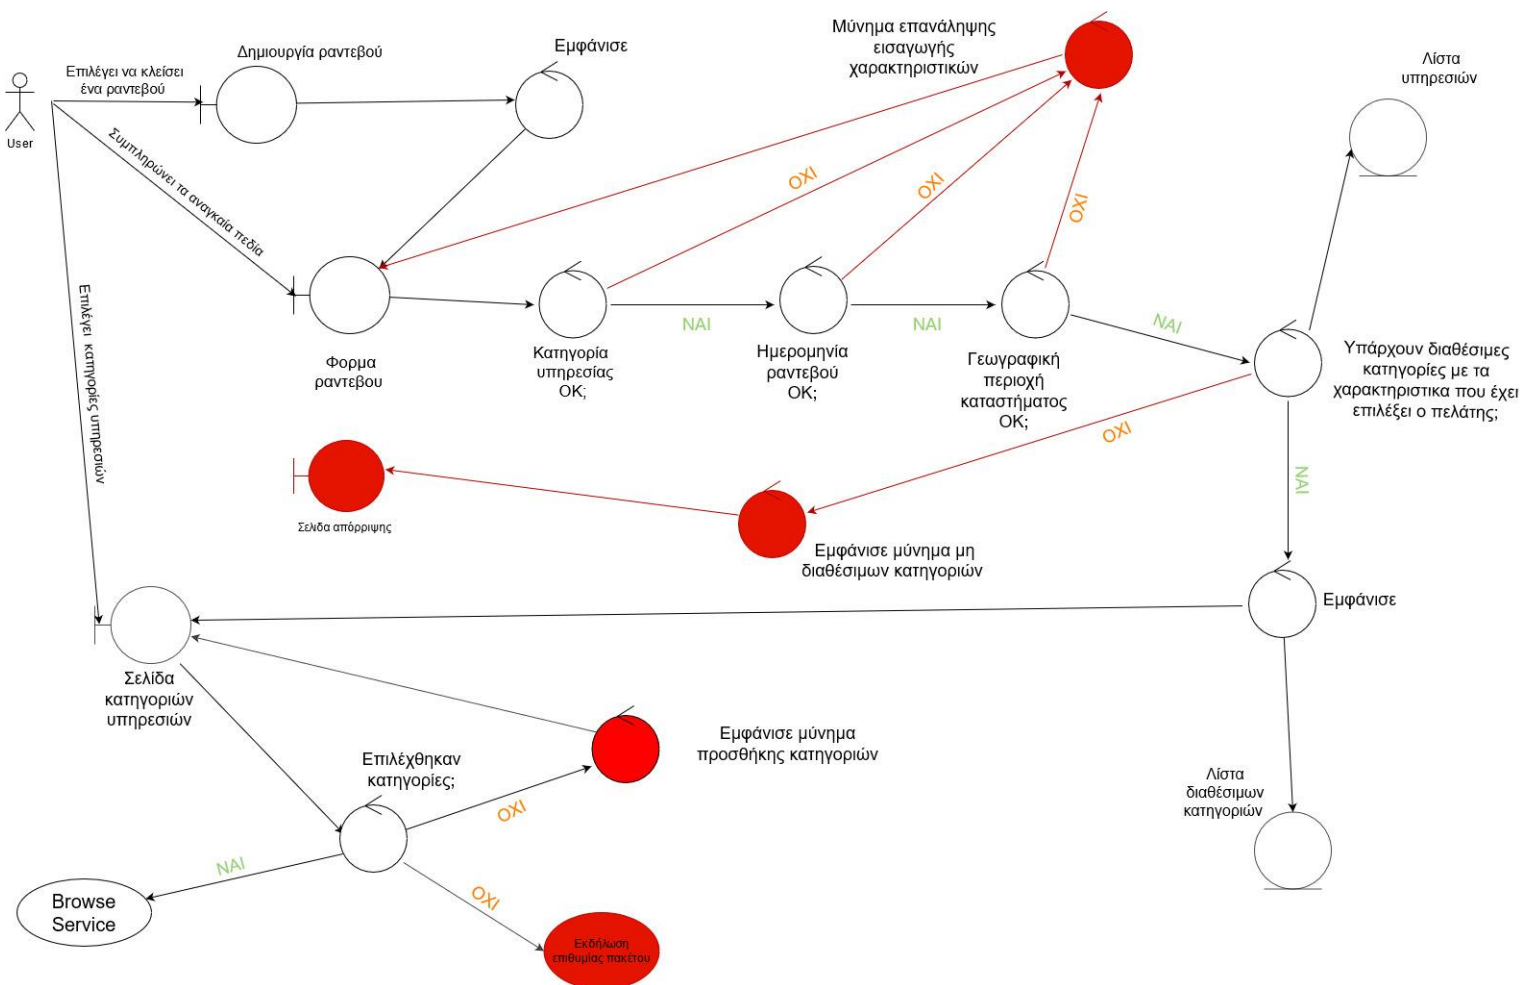 Μύνημα επανάληψης
εισαγωγής
χαρακτηριστικών
Δημιουργία ραντεβού
Εμφάνισε
Λίστα
υπηρεσιών
Επιλέγει να κλείσει
ένα ραντεβού
User
Συμπληρώνει τα αναγκαία πεδία
ΟΧΙ
ΟΧΙ
ΟΧΙ
Επιλέγει κατηγορίες υπηρεσιών
ΝΑΙ
ΝΑΙ
ΝΑΙ
Φορμα
ραντεβου
Κατηγορία
υπηρεσίας
ΟΚ;
Ημερομηνία
ραντεβού
ΟΚ;
Γεωγραφική
περιοχή
καταστήματος
ΟΚ;
Υπάρχουν διαθέσιμες
κατηγορίες με τα
χαρακτηριστικα που έχει
επιλέξει ο πελάτης;
ΟΧΙ
ΝΑΙ
Σελιδα απόρριψης
Εμφάνισε μύνημα μη
διαθέσιμων κατηγοριών
Εμφάνισε
Σελίδα
κατηγοριών
υπηρεσιών
Εμφάνισε μύνημα
προσθήκης κατηγοριών
Επιλέχθηκαν
κατηγορίες;
Λίστα
διαθέσιμων
κατηγοριών
ΟΧΙ
ΝΑΙ
ΟΧΙ
Browse
Service
Εκδήλωση
επιθυμίας πακέτου